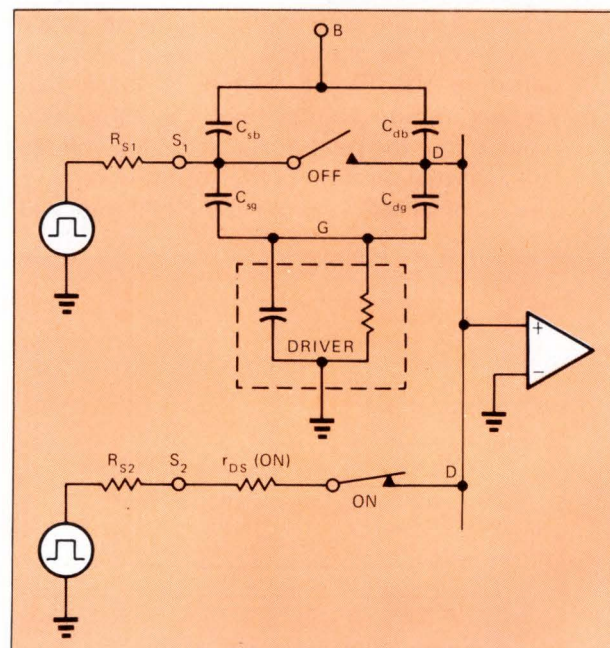 B
C_sb
C_db
R_S1
S_1
D
OFF
C_sg
C_dg
G
+
−
DRIVER
R_S2
S_2
r_DS (ON)
D
ON